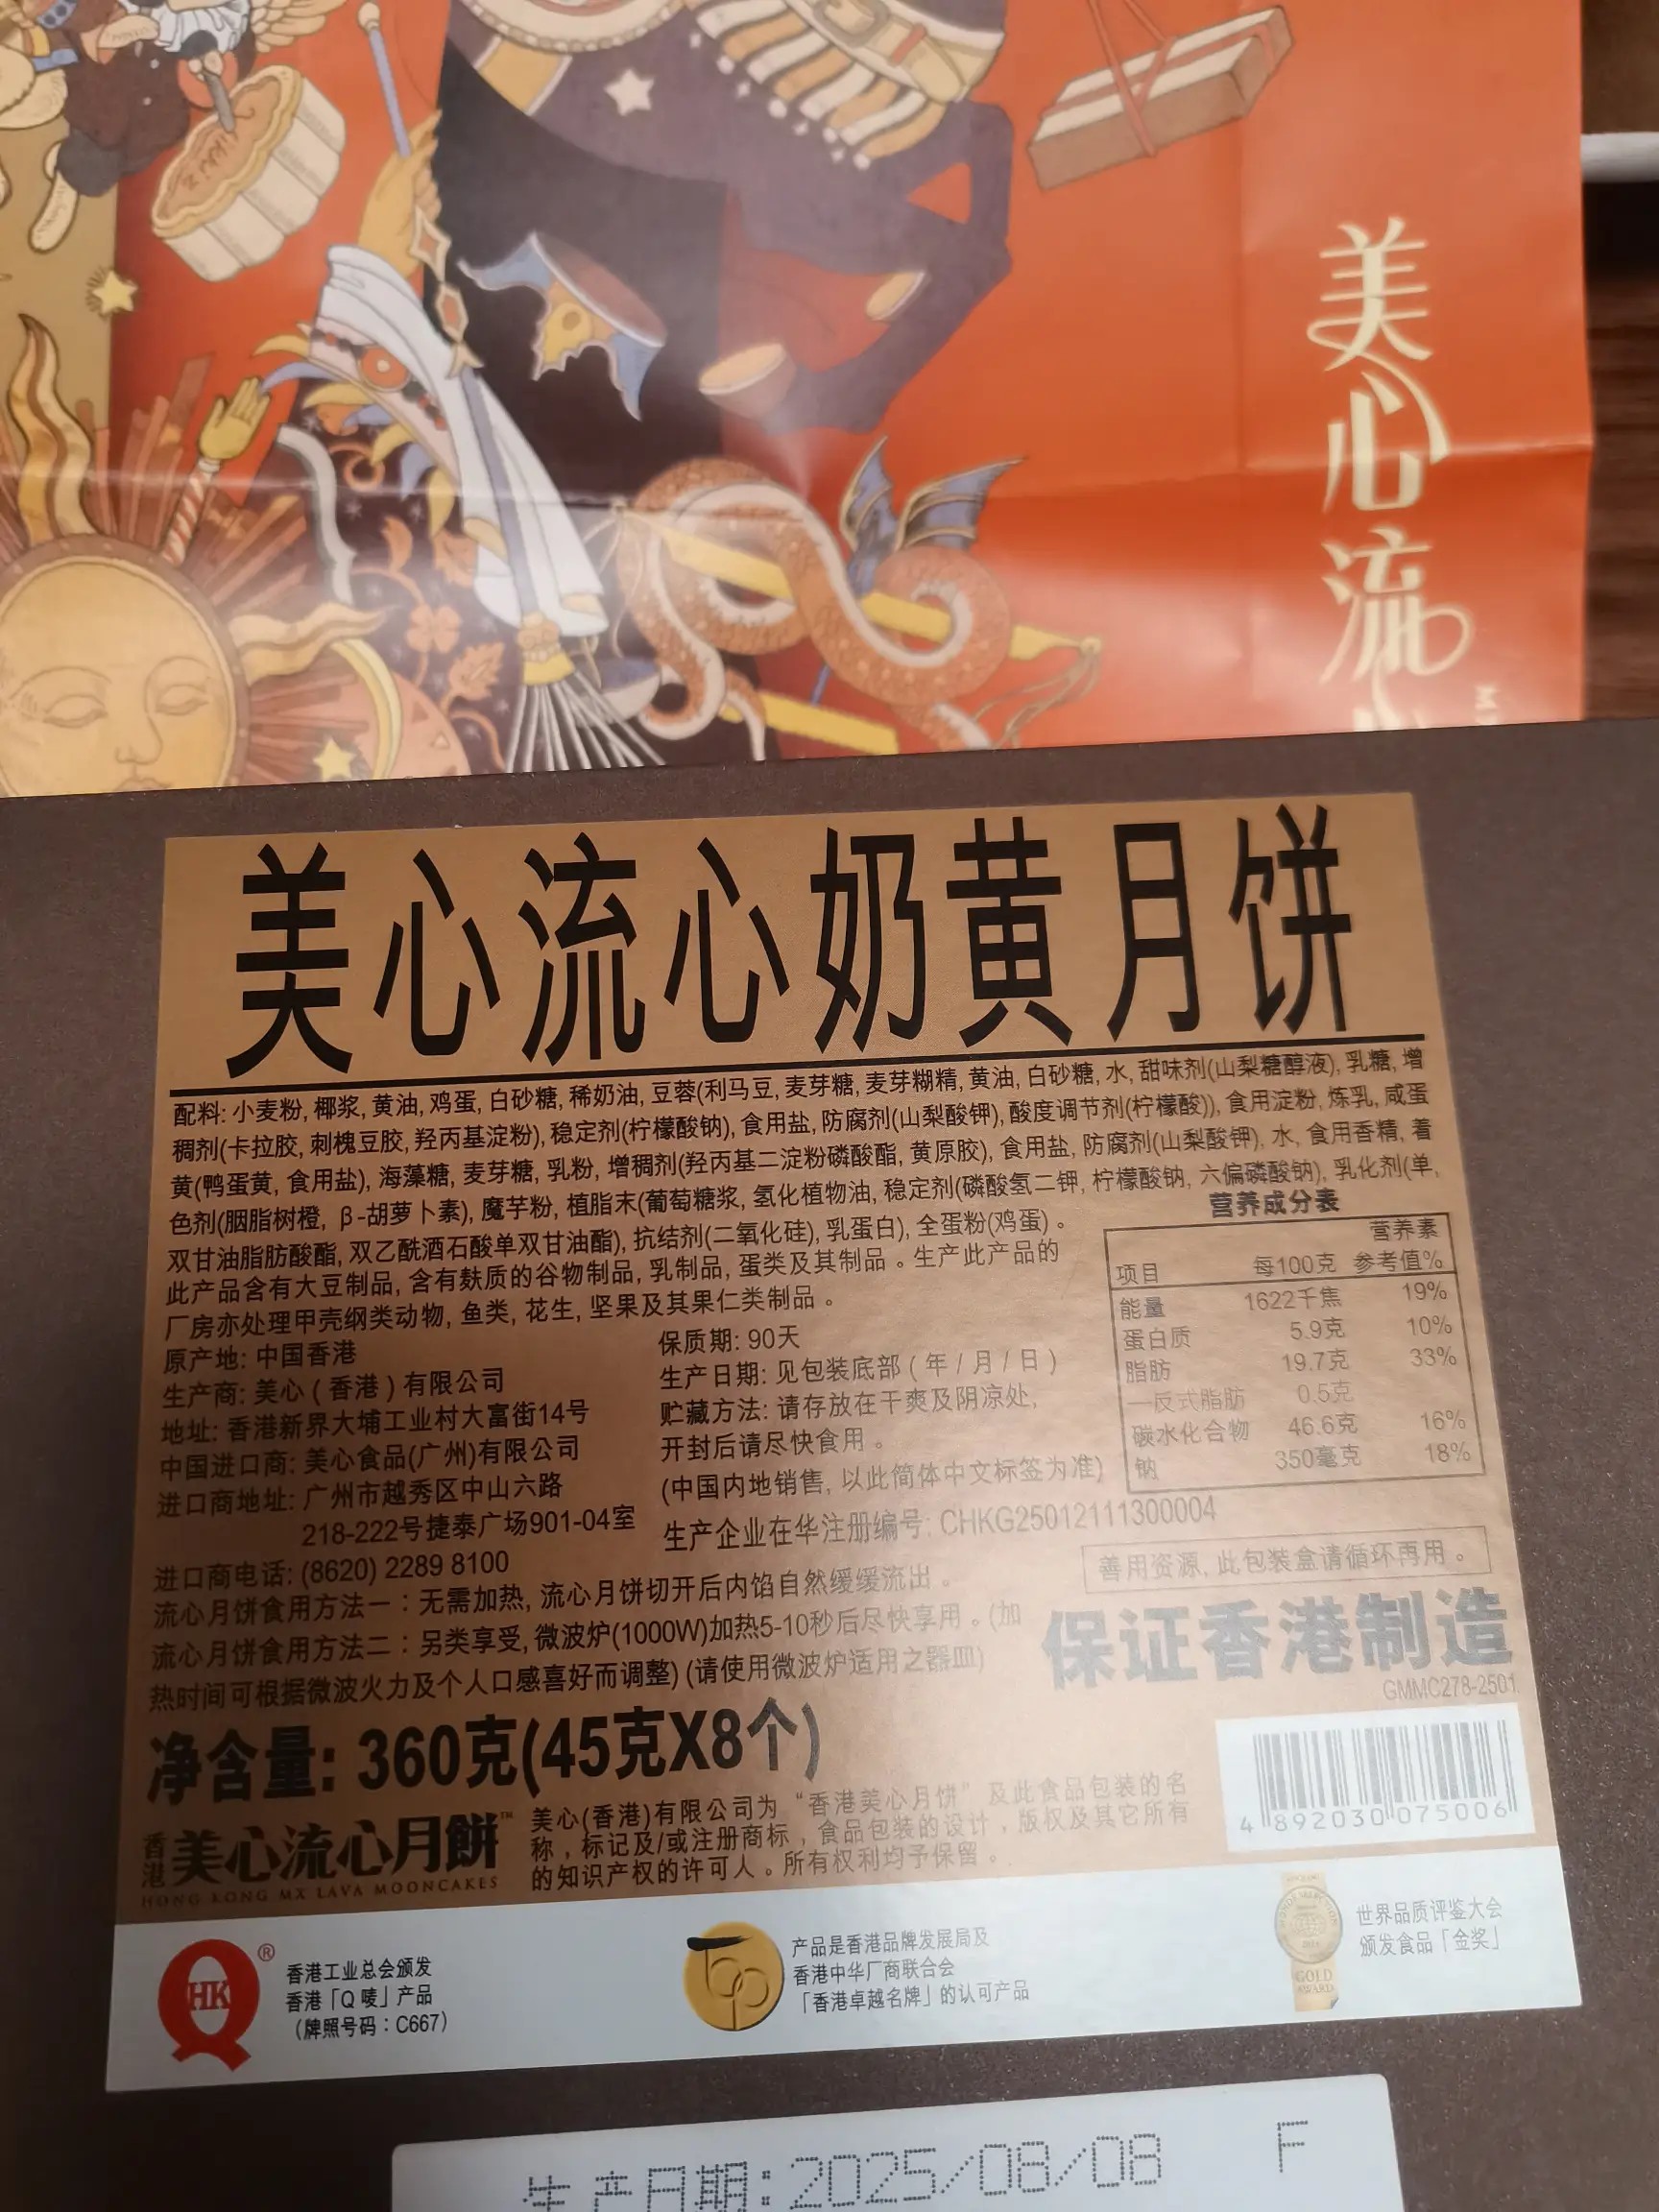 美心流心
美心流心奶黄月饼
配料: 小麦粉, 椰浆, 黄油, 鸡蛋, 白砂糖, 稀奶油, 豆蓉(利马豆, 麦芽糖, 麦芽糊精, 黄油, 白砂糖, 水, 甜味剂(山梨糖醇液), 乳糖, 增
稠剂(卡拉胶, 刺槐豆胶, 羟丙基淀粉), 稳定剂(柠檬酸钠), 食用盐, 防腐剂(山梨酸钾), 酸度调节剂(柠檬酸)), 食用淀粉, 炼乳, 咸蛋
黄(鸭蛋黄, 食用盐), 海藻糖, 麦芽糖, 乳粉, 增稠剂(羟丙基二淀粉磷酸酯, 黄原胶), 食用盐, 防腐剂(山梨酸钾), 水, 食用香精, 着
色剂(胭脂树橙, β-胡萝卜素), 魔芋粉, 植脂末(葡萄糖浆, 氢化植物油, 稳定剂(磷酸氢二钾, 柠檬酸钠, 六偏磷酸钠), 乳化剂(单,
双甘油脂肪酸酯, 双乙酰酒石酸单双甘油酯), 抗结剂(二氧化硅), 乳蛋白), 全蛋粉(鸡蛋)。
此产品含有大豆制品, 含有麸质的谷物制品, 乳制品, 蛋类及其制品。生产此产品的
厂房亦处理甲壳纲类动物, 鱼类, 花生, 坚果及其果仁类制品。
营养成分表
项目 每100克 营养素参考值%
能量 1622千焦 19%
蛋白质 5.9克 10%
脂肪 19.7克 33%
—反式脂肪 0.5克
碳水化合物 46.6克 16%
钠 350毫克 18%
原产地: 中国香港
生产商: 美心(香港)有限公司
地址: 香港新界大埔工业村大富街14号
中国进口商: 美心食品(广州)有限公司
进口商地址: 广州市越秀区中山六路
218-222号捷泰广场901-04室
进口商电话: (8620) 2289 8100
保质期: 90天
生产日期: 见包装底部(年/月/日)
贮藏方法: 请存放在干爽及阴凉处,
开封后请尽快食用。
(中国内地销售, 以此简体中文标签为准)
生产企业在华注册编号: CHKG25012111300004
善用资源, 此包装盒请循环再用。
流心月饼食用方法一：无需加热, 流心月饼切开后内馅自然缓缓流出。
流心月饼食用方法二：另类享受, 微波炉(1000W)加热5-10秒后尽快享用。(加
热时间可根据微波火力及个人口感喜好而调整) (请使用微波炉适用之器皿)
保证香港制造
GMMC278-2501
净含量: 360克(45克X8个)
4 892030 075006
香港 美心流心月餅™
HONG KONG MX LAVA MOONCAKES
美心(香港)有限公司为“香港美心月饼”及此食品包装的名
称, 标记及/或注册商标, 食品包装的设计, 版权及其它所有
的知识产权的许可人。所有权利均予保留。
HK ®
香港工业总会颁发
香港「Q唛」产品
(牌照号码：C667)
产品是香港品牌发展局及
香港中华厂商联合会
「香港卓越名牌」的认可产品
GOLD
AWARD
世界品质评鉴大会
颁发食品「金奖」
生产日期:2025/08/08 F